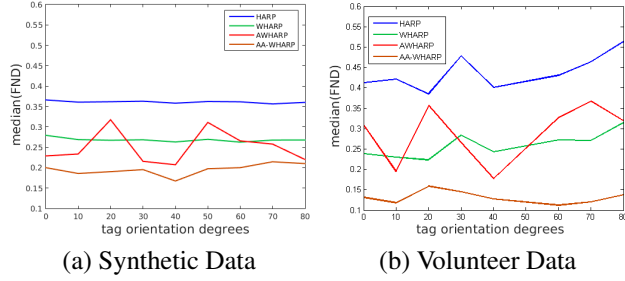 0.6
0.55
0.5
0.45
0.4
0.35
0.3
0.25
0.2
0.15
0.1
median(FND)
HARP
WHARP
AWHARP
AA-WHARP
0 10 20 30 40 50 60 70 80
tag orientation degrees
(a) Synthetic Data
0.6
0.55
0.5
0.45
0.4
0.35
0.3
0.25
0.2
0.15
0.1
median(FND)
HARP
WHARP
AWHARP
AA-WHARP
0 10 20 30 40 50 60 70 80
tag orientation degrees
(b) Volunteer Data